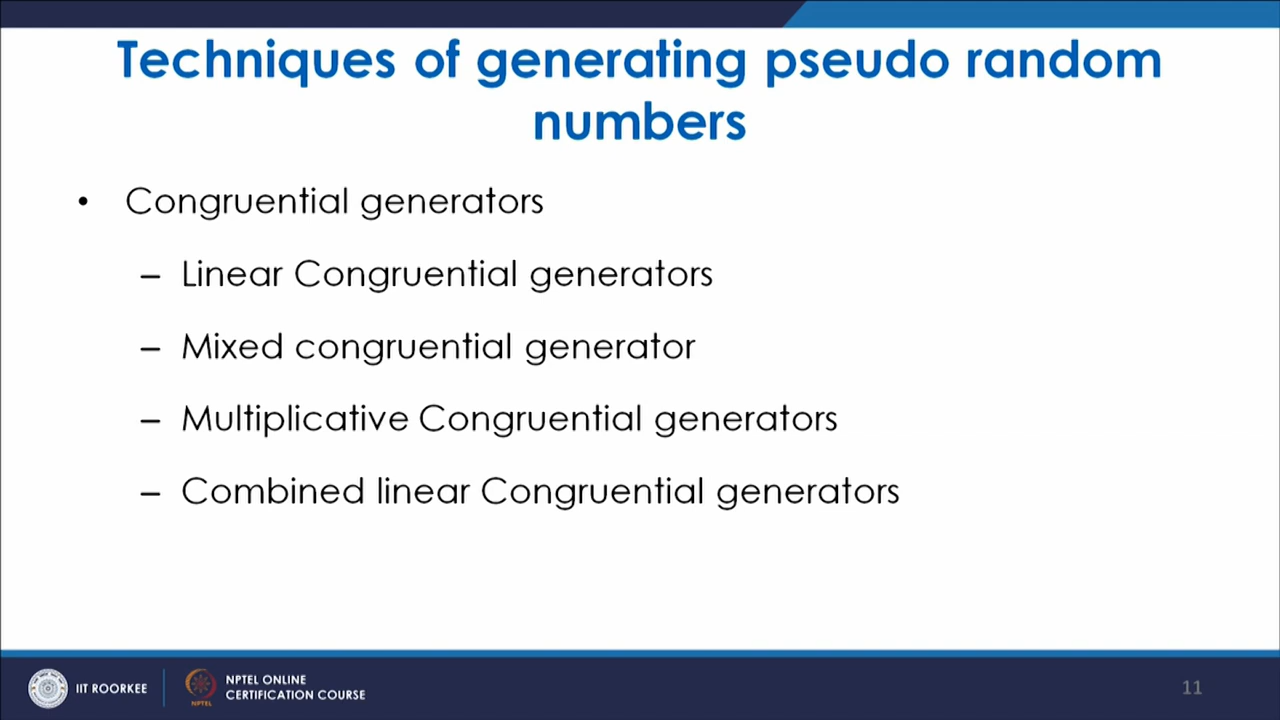 Techniques of generating pseudo random
numbers
• Congruential generators
– Linear Congruential generators
– Mixed congruential generator
– Multiplicative Congruential generators
– Combined linear Congruential generators
IIT ROORKEE
NPTEL
NPTEL ONLINE
CERTIFICATION COURSE
11